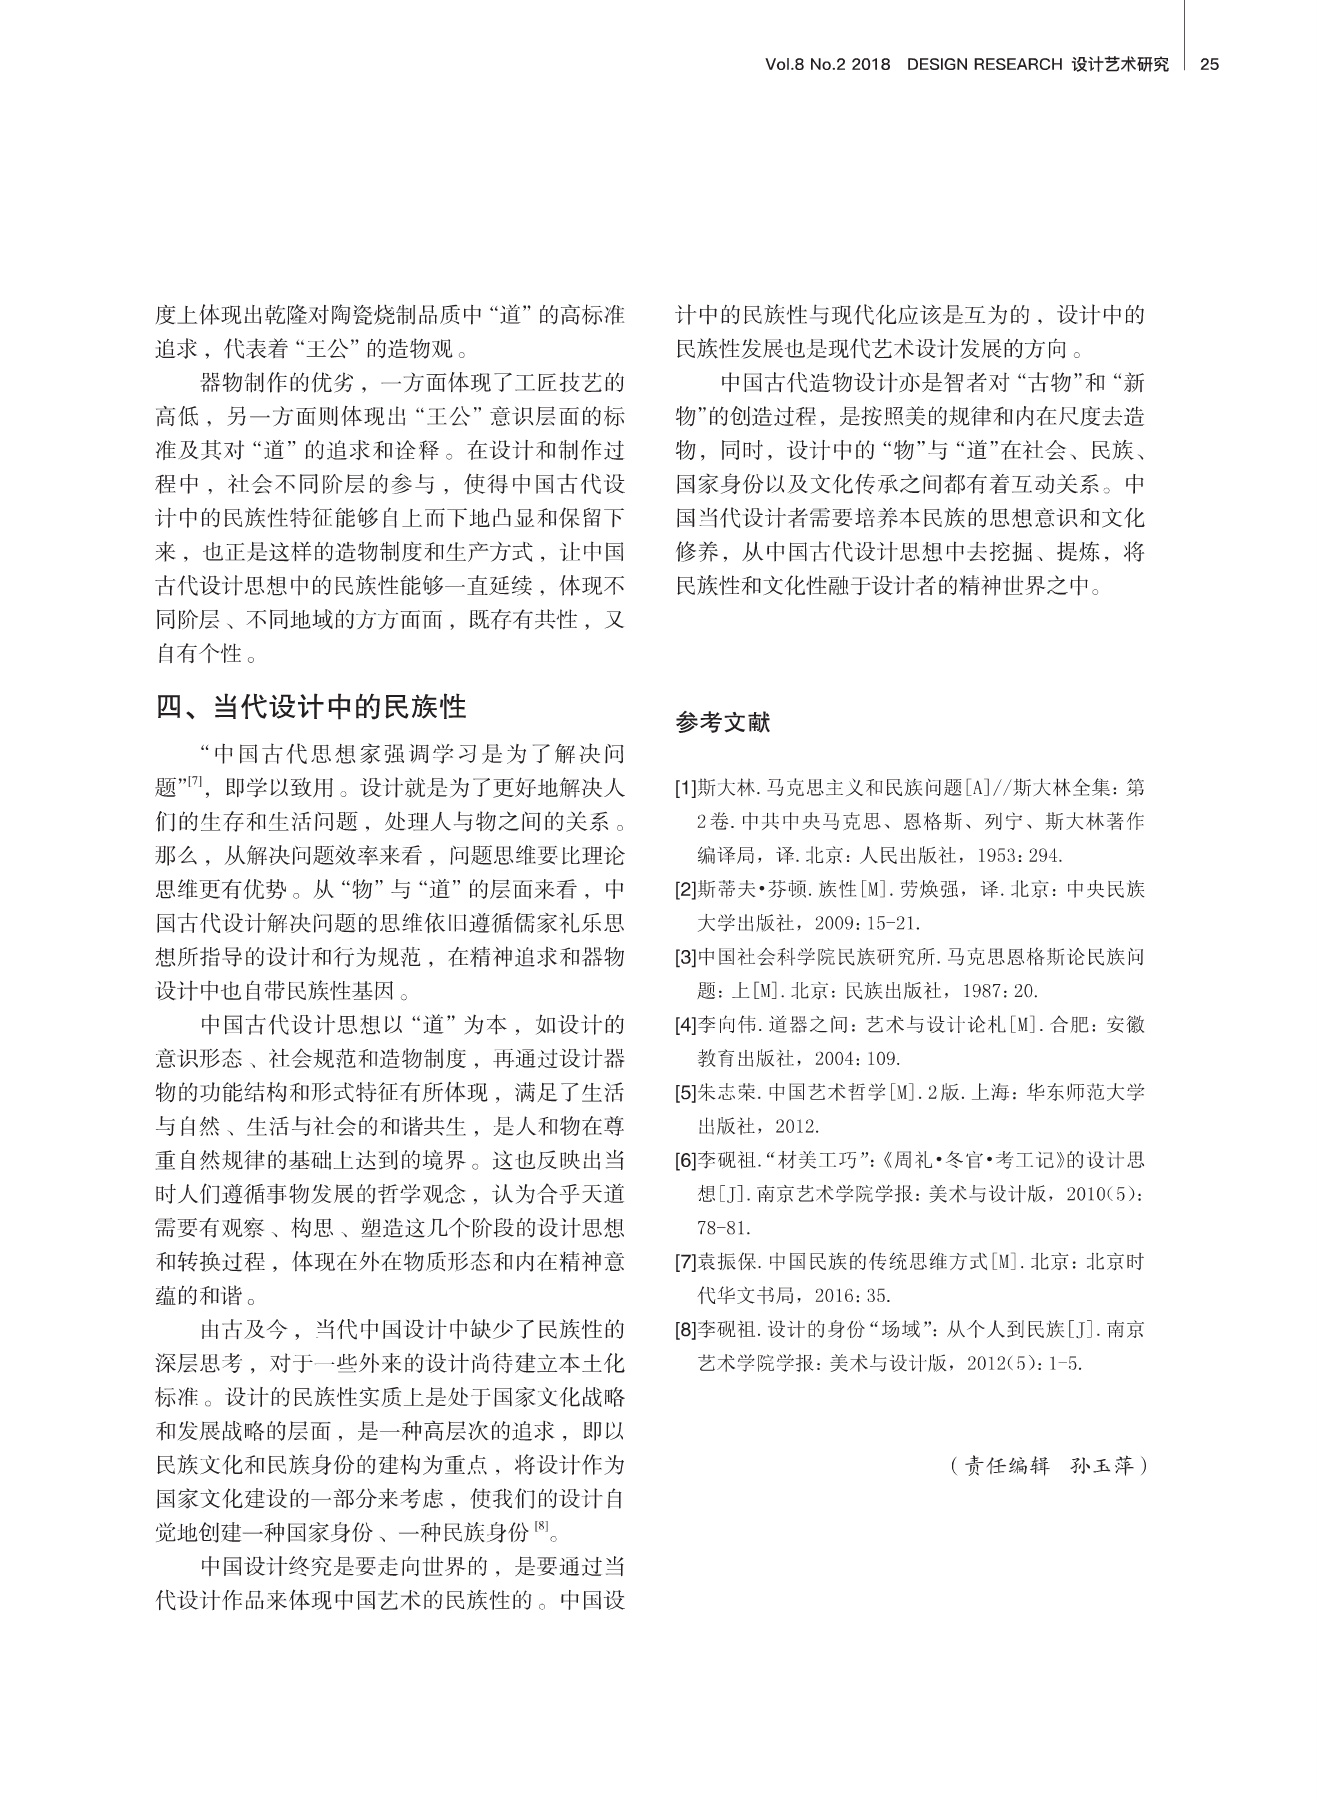 Vol.8 No.2 2018 DESIGN RESEARCH 设计艺术研究 25
度上体现出乾隆对陶瓷烧制品质中“道”的高标准
追求，代表着“王公”的造物观。
器物制作的优劣，一方面体现了工匠技艺的
高低，另一方面则体现出“王公”意识层面的标
准及其对“道”的追求和诠释。在设计和制作过
程中，社会不同阶层的参与，使得中国古代设
计中的民族性特征能够自上而下地凸显和保留下
来，也正是这样的造物制度和生产方式，让中国
古代设计思想中的民族性能够一直延续，体现不
同阶层、不同地域的方方面面，既存有共性，又
自有个性。
四、当代设计中的民族性
“中国古代思想家强调学习是为了解决问
题”[7]，即学以致用。设计就是为了更好地解决人
们的生存和生活问题，处理人与物之间的关系。
那么，从解决问题效率来看，问题思维要比理论
思维更有优势。从“物”与“道”的层面来看，中
国古代设计解决问题的思维依旧遵循儒家礼乐思
想所指导的设计和行为规范，在精神追求和器物
设计中也自带民族性基因。
中国古代设计思想以“道”为本，如设计的
意识形态、社会规范和造物制度，再通过设计器
物的功能结构和形式特征有所体现，满足了生活
与自然、生活与社会的和谐共生，是人和物在尊
重自然规律的基础上达到的境界。这也反映出当
时人们遵循事物发展的哲学观念，认为合乎天道
需要有观察、构思、塑造这几个阶段的设计思想
和转换过程，体现在外在物质形态和内在精神意
蕴的和谐。
由古及今，当代中国设计中缺少了民族性的
深层思考，对于一些外来的设计尚待建立本土化
标准。设计的民族性实质上是处于国家文化战略
和发展战略的层面，是一种高层次的追求，即以
民族文化和民族身份的建构为重点，将设计作为
国家文化建设的一部分来考虑，使我们的设计自
觉地创建一种国家身份、一种民族身份[8]。
中国设计终究是要走向世界的，是要通过当
代设计作品来体现中国艺术的民族性的。中国设
计中的民族性与现代化应该是互为的，设计中的
民族性发展也是现代艺术设计发展的方向。
中国古代造物设计亦是智者对“古物”和“新
物”的创造过程，是按照美的规律和内在尺度去造
物，同时，设计中的“物”与“道”在社会、民族、
国家身份以及文化传承之间都有着互动关系。中
国当代设计者需要培养本民族的思想意识和文化
修养，从中国古代设计思想中去挖掘、提炼，将
民族性和文化性融于设计者的精神世界之中。
参考文献
[1]斯大林. 马克思主义和民族问题[A]//斯大林全集: 第
2卷. 中共中央马克思、恩格斯、列宁、斯大林著作
编译局，译. 北京: 人民出版社，1953: 294.
[2]斯蒂夫•芬顿. 族性[M]. 劳焕强，译. 北京: 中央民族
大学出版社，2009: 15-21.
[3]中国社会科学院民族研究所. 马克思恩格斯论民族问
题: 上[M]. 北京: 民族出版社，1987: 20.
[4]李向伟. 道器之间: 艺术与设计论札[M]. 合肥: 安徽
教育出版社，2004: 109.
[5]朱志荣. 中国艺术哲学[M]. 2版. 上海: 华东师范大学
出版社，2012.
[6]李砚祖. “材美工巧”: 《周礼•冬官•考工记》的设计思
想[J]. 南京艺术学院学报: 美术与设计版，2010(5):
78-81.
[7]袁振保. 中国民族的传统思维方式[M]. 北京: 北京时
代华文书局，2016: 35.
[8]李砚祖. 设计的身份“场域”: 从个人到民族[J]. 南京
艺术学院学报: 美术与设计版，2012(5): 1-5.
（责任编辑 孙玉萍）